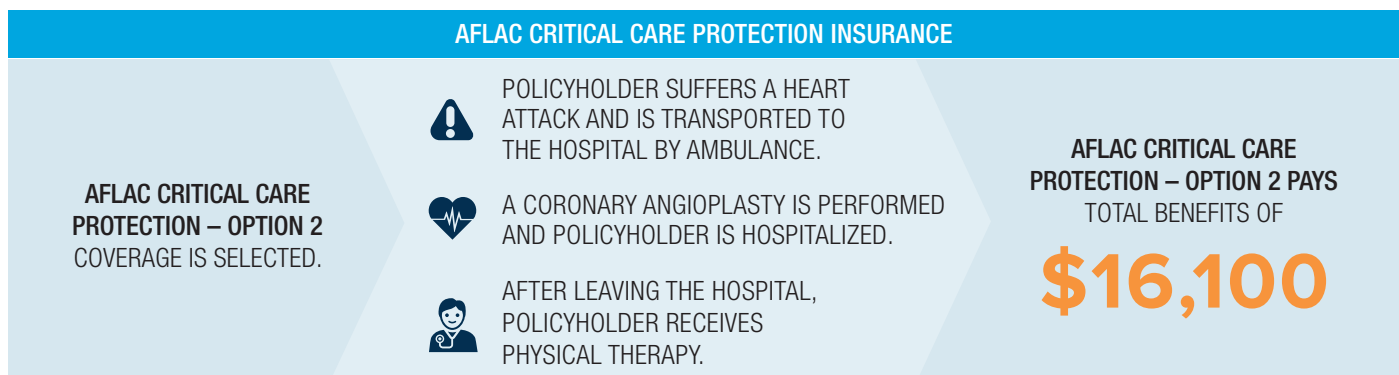 AFLAC CRITICAL CARE PROTECTION INSURANCE
AFLAC CRITICAL CARE
PROTECTION – OPTION 2
COVERAGE IS SELECTED.
POLICYHOLDER SUFFERS A HEART
ATTACK AND IS TRANSPORTED TO
THE HOSPITAL BY AMBULANCE.
A CORONARY ANGIOPLASTY IS PERFORMED
AND POLICYHOLDER IS HOSPITALIZED.
AFTER LEAVING THE HOSPITAL,
POLICYHOLDER RECEIVES
PHYSICAL THERAPY.
AFLAC CRITICAL CARE
PROTECTION – OPTION 2 PAYS
TOTAL BENEFITS OF
$16,100